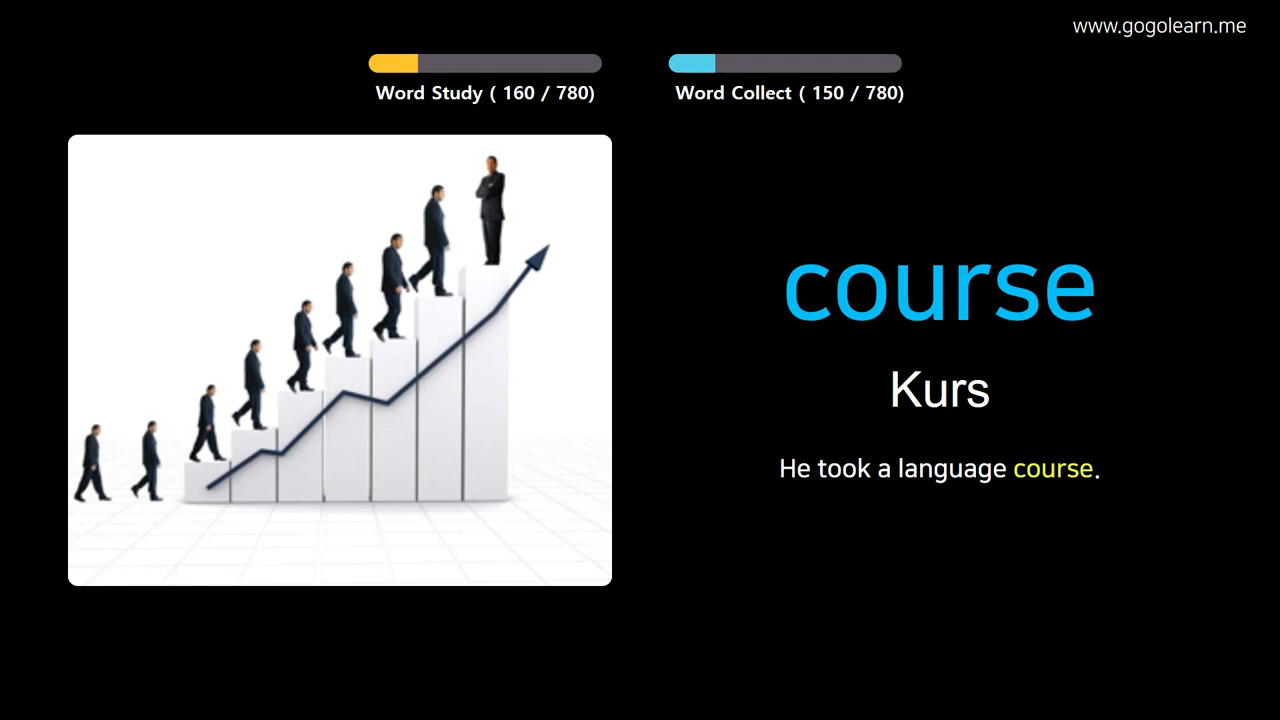 www.gogolearn.me
Word Study ( 160 / 780)
Word Collect ( 150 / 780)
course
Kurs
He took a language course.